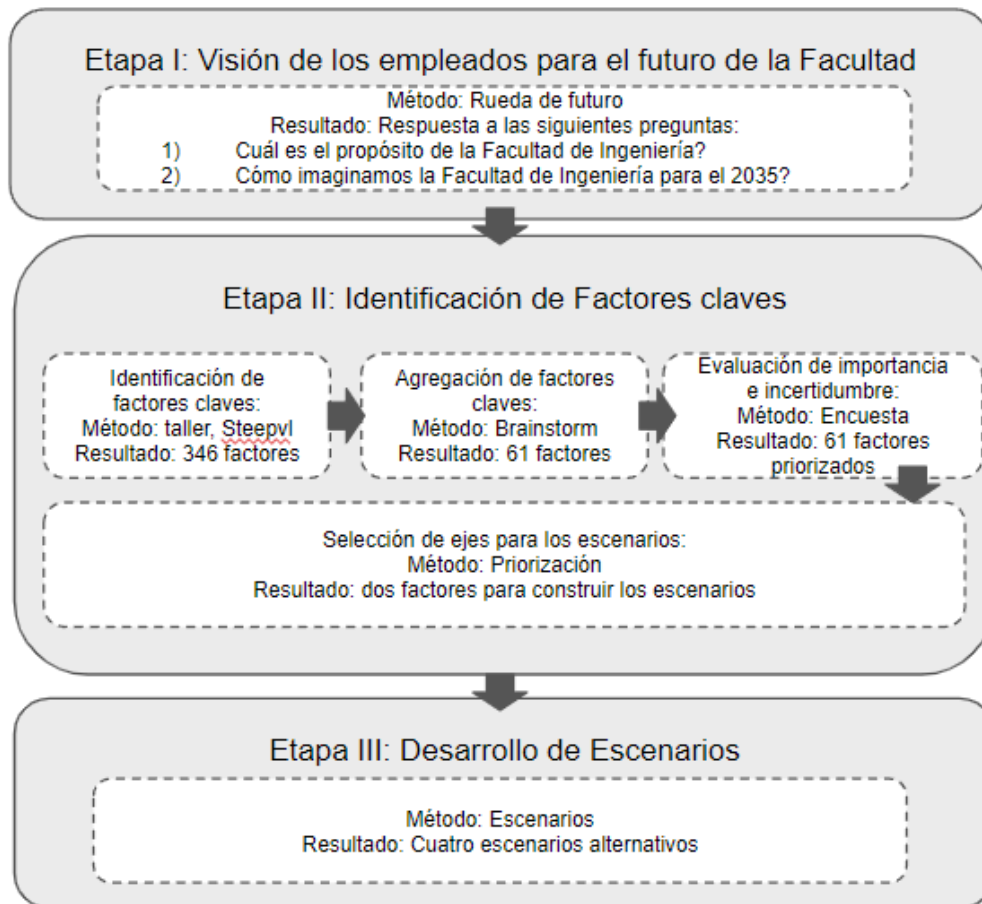 Etapa I: Visión de los empleados para el futuro de la Facultad
Método: Rueda de futuro
Resultado: Respuesta a las siguientes preguntas:
1) Cuál es el propósito de la Facultad de Ingeniería?
2) Cómo imaginamos la Facultad de Ingeniería para el 2035?
Etapa II: Identificación de Factores claves
Identificación de
factores claves:
Método: taller, Steepvl
Resultado: 346 factores
Agregación de factores
claves:
Método: Brainstorm
Resultado: 61 factores
Evaluación de importancia
e incertidumbre:
Método: Encuesta
Resultado: 61 factores
priorizados
Selección de ejes para los escenarios:
Método: Priorización
Resultado: dos factores para construir los escenarios
Etapa III: Desarrollo de Escenarios
Método: Escenarios
Resultado: Cuatro escenarios alternativos